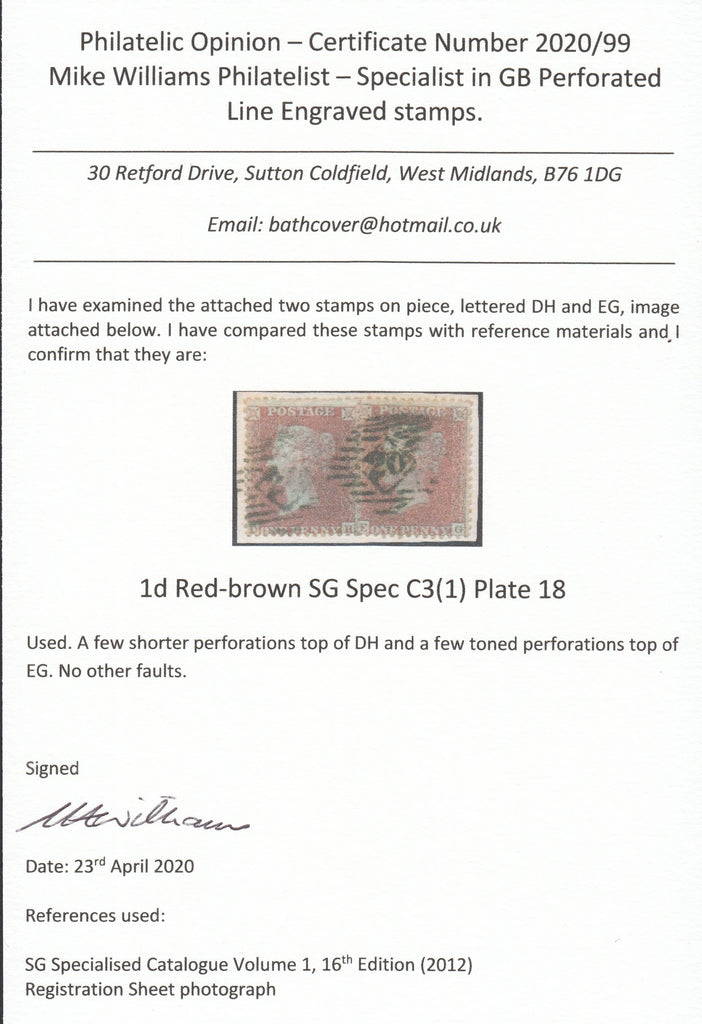 Philatelic Opinion – Certificate Number 2020/99
Mike Williams Philatelist – Specialist in GB Perforated
Line Engraved stamps.
30 Retford Drive, Sutton Coldfield, West Midlands, B76 1DG
Email: bathcover@hotmail.co.uk
I have examined the attached two stamps on piece, lettered DH and EG, image
attached below. I have compared these stamps with reference materials and I
confirm that they are:
POSTAGE POSTAGE
ONE PENNY H E ONE PENNY G
1d Red-brown SG Spec C3(1) Plate 18
Used. A few shorter perforations top of DH and a few toned perforations top of
EG. No other faults.
Signed
Williams
Date: 23rd April 2020
References used:
SG Specialised Catalogue Volume 1, 16th Edition (2012)
Registration Sheet photograph